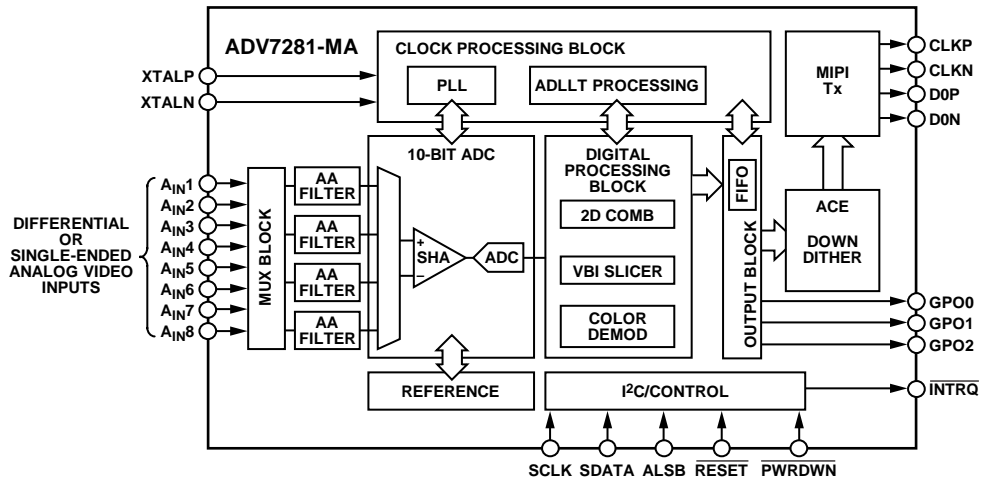 ADV7281-MA
CLOCK PROCESSING BLOCK
PLL
ADLLT PROCESSING
XTALP
XTALN
MIPI
Tx
CLKP
CLKN
D0P
D0N
10-BIT ADC
DIGITAL
PROCESSING
BLOCK
2D COMB
VBI SLICER
COLOR
DEMOD
FIFO
OUTPUT BLOCK
ACE
DOWN
DITHER
DIFFERENTIAL
OR
SINGLE-ENDED
ANALOG VIDEO
INPUTS
AIN1
AIN2
AIN3
AIN4
AIN5
AIN6
AIN7
AIN8
MUX BLOCK
AA
FILTER
AA
FILTER
AA
FILTER
AA
FILTER
+
SHA
−
ADC
REFERENCE
I2C/CONTROL
GPO0
GPO1
GPO2
INTRQ
SCLK SDATA ALSB RESET PWRDWN